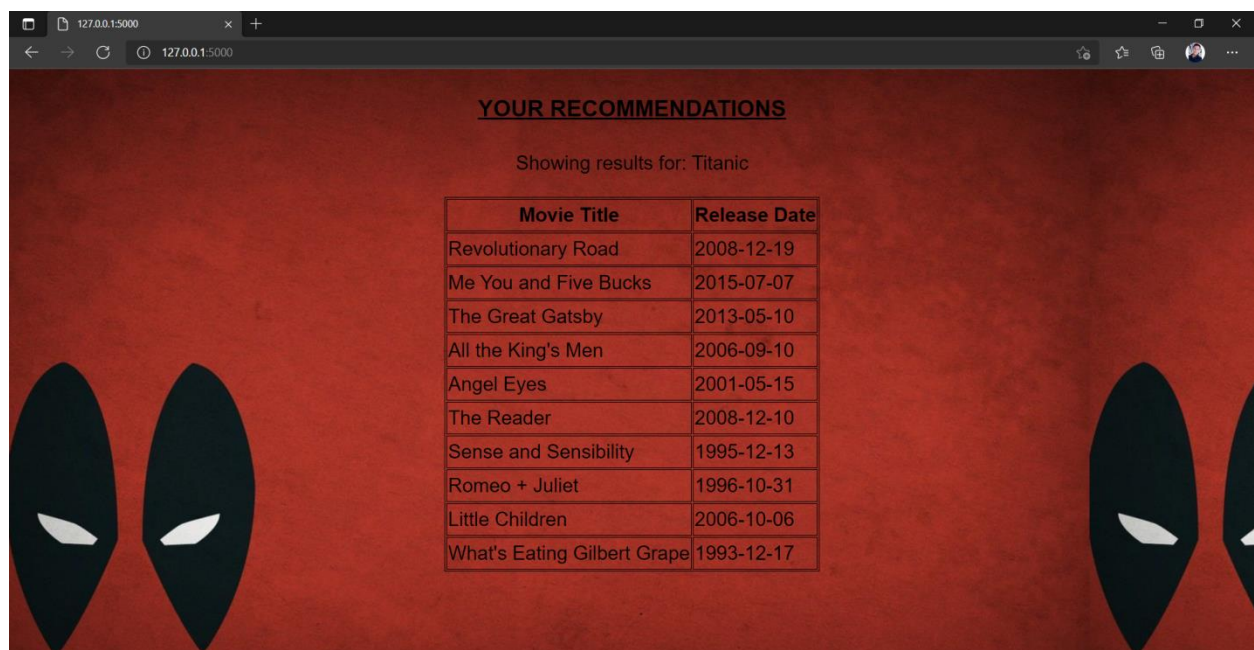 127.0.0.1:5000
127.0.0.1:5000
YOUR RECOMMENDATIONS
Showing results for: Titanic
Movie Title Release Date
Revolutionary Road 2008-12-19
Me You and Five Bucks 2015-07-07
The Great Gatsby 2013-05-10
All the King's Men 2006-09-10
Angel Eyes 2001-05-15
The Reader 2008-12-10
Sense and Sensibility 1995-12-13
Romeo + Juliet 1996-10-31
Little Children 2006-10-06
What's Eating Gilbert Grape 1993-12-17